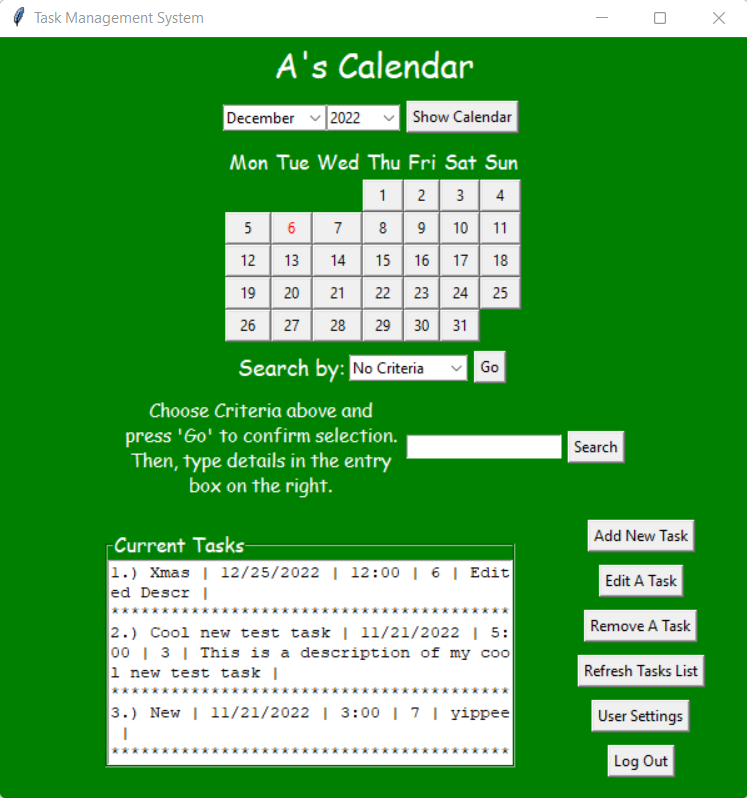 Task Management System
A's Calendar
December 2022 Show Calendar
Mon Tue Wed Thu Fri Sat Sun
1 2 3 4
5 6 7 8 9 10 11
12 13 14 15 16 17 18
19 20 21 22 23 24 25
26 27 28 29 30 31
Search by: No Criteria Go
Choose Criteria above and
press 'Go' to confirm selection.
Then, type details in the entry
box on the right.
Search
Current Tasks
1.) Xmas | 12/25/2022 | 12:00 | 6 | Edit
ed Descr |
****************************************
2.) Cool new test task | 11/21/2022 | 5:
00 | 3 | This is a description of my coo
l new test task |
****************************************
3.) New | 11/21/2022 | 3:00 | 7 | yippee
|
****************************************
Add New Task
Edit A Task
Remove A Task
Refresh Tasks List
User Settings
Log Out